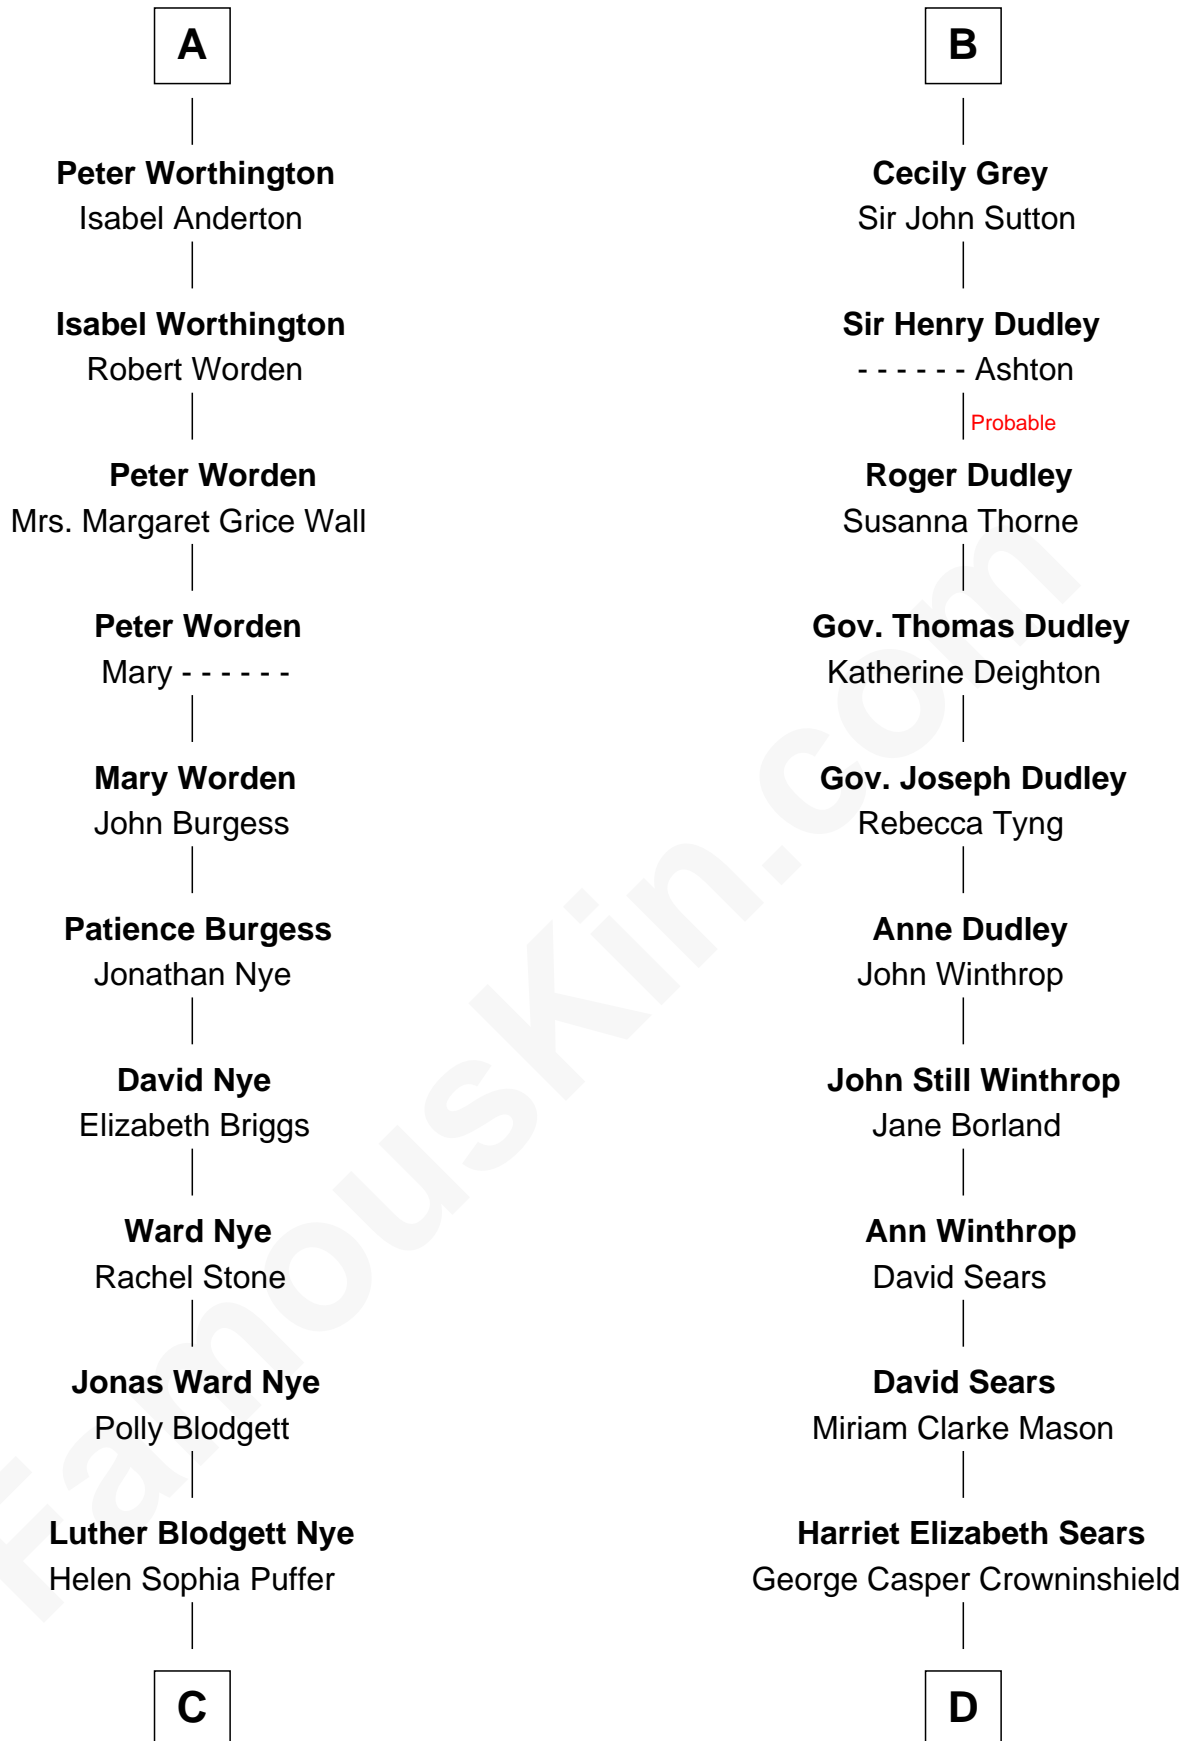 A
Peter Worthington
Isabel Anderton
Isabel Worthington
Robert Worden
Peter Worden
Mrs. Margaret Grice Wall
Peter Worden
Mary - - - - - -
Mary Worden
John Burgess
Patience Burgess
Jonathan Nye
David Nye
Elizabeth Briggs
Ward Nye
Rachel Stone
Jonas Ward Nye
Polly Blodgett
Luther Blodgett Nye
Helen Sophia Puffer
C
B
Cecily Grey
Sir John Sutton
Sir Henry Dudley
- - - - - - Ashton
Probable
Roger Dudley
Susanna Thorne
Gov. Thomas Dudley
Katherine Deighton
Gov. Joseph Dudley
Rebecca Tyng
Anne Dudley
John Winthrop
John Still Winthrop
Jane Borland
Ann Winthrop
David Sears
David Sears
Miriam Clarke Mason
Harriet Elizabeth Sears
George Casper Crowninshield
D
FamousKin.com